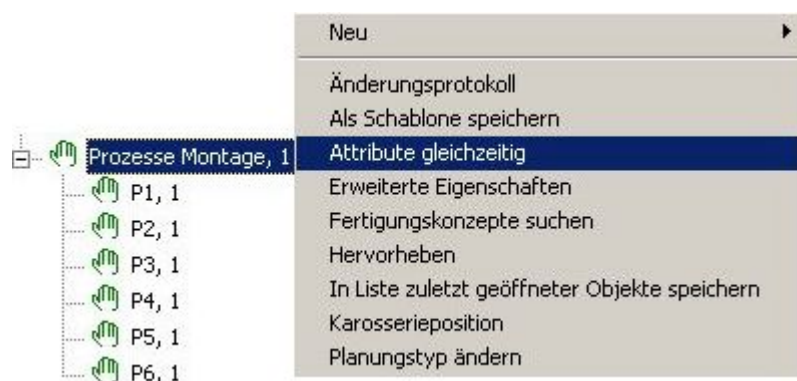 Neu
Änderungsprotokoll
Als Schablone speichern
Attribute gleichzeitig
Erweiterte Eigenschaften
Fertigungskonzepte suchen
Hervorheben
In Liste zuletzt geöffneter Objekte speichern
Karosserieposition
Planungstyp ändern
Prozesse Montage, 1
P1, 1
P2, 1
P3, 1
P4, 1
P5, 1
P6, 1